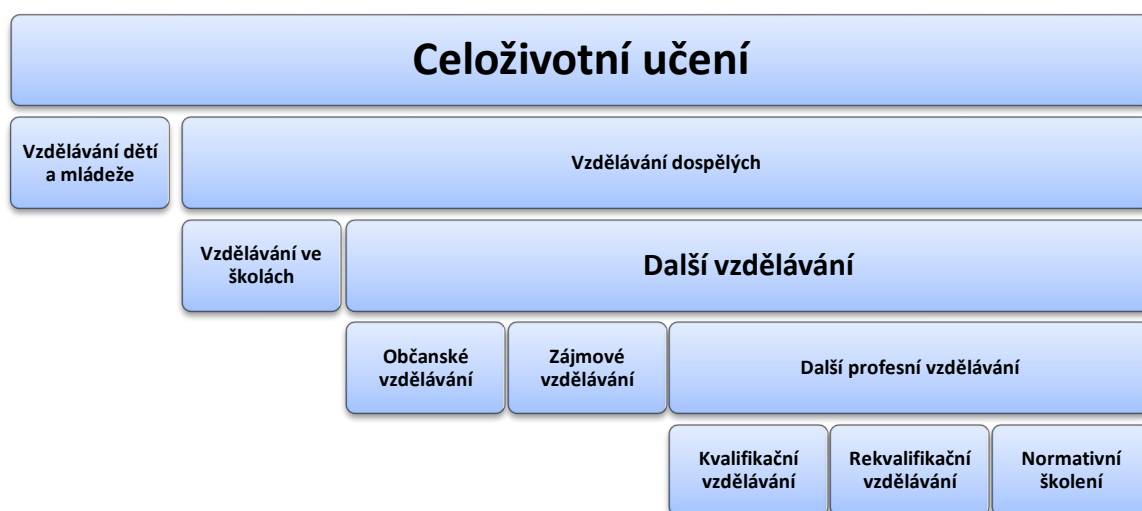 Celoživotní učení
Vzdělávání dětí
a mládeže
Vzdělávání dospělých
Vzdělávání ve
školách
Další vzdělávání
Občanské
vzdělávání
Zájmové
vzdělávání
Další profesní vzdělávání
Kvalifikační
vzdělávání
Rekvalifikační
vzdělávání
Normativní
školení